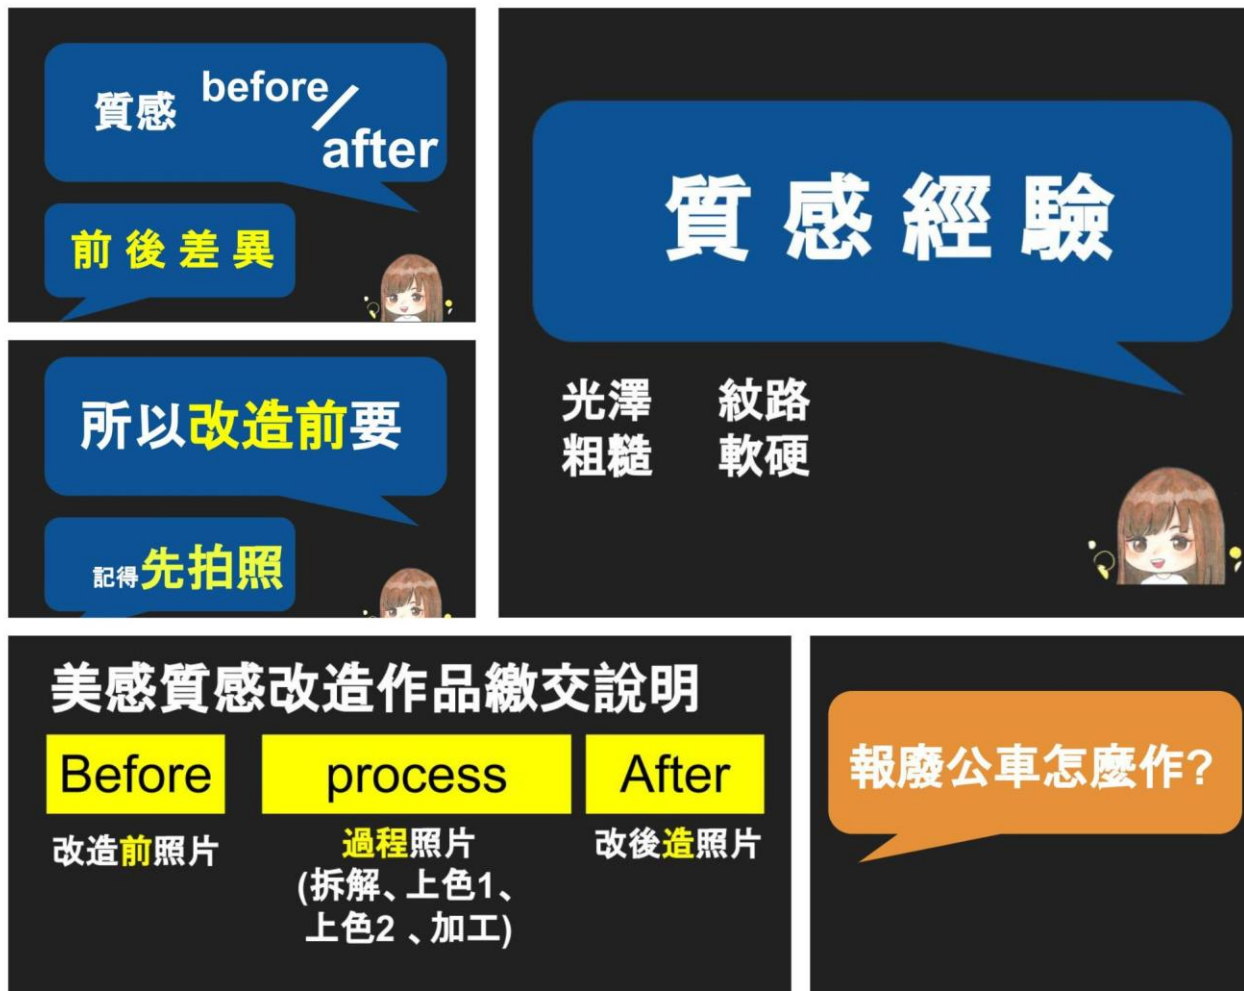 質感 before/
after
前後差異
所以改造前要
記得先拍照
質感經驗
光澤 紋路
粗糙 軟硬
美感質感改造作品繳交說明
Before process After
改造前照片
過程照片
(拆解、上色1、
上色2 、加工)
改後造照片
報廢公車怎麼作?